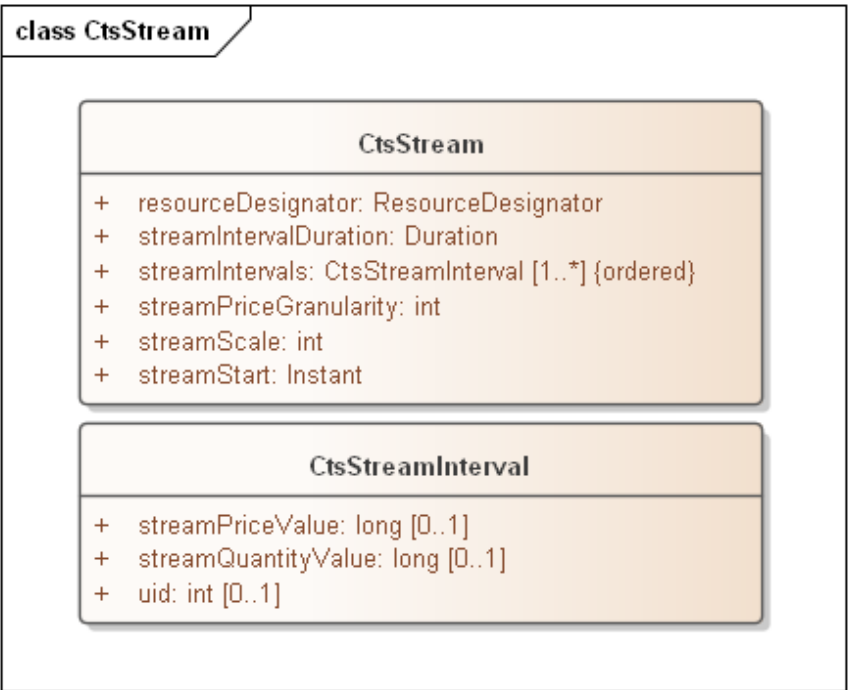 class CtsStream
CtsStream
+ resourceDesignator: ResourceDesignator
+ streamIntervalDuration: Duration
+ streamIntervals: CtsStreamInterval [1..*] {ordered}
+ streamPriceGranularity: int
+ streamScale: int
+ streamStart: Instant
CtsStreamInterval
+ streamPriceValue: long [0..1]
+ streamQuantityValue: long [0..1]
+ uid: int [0..1]